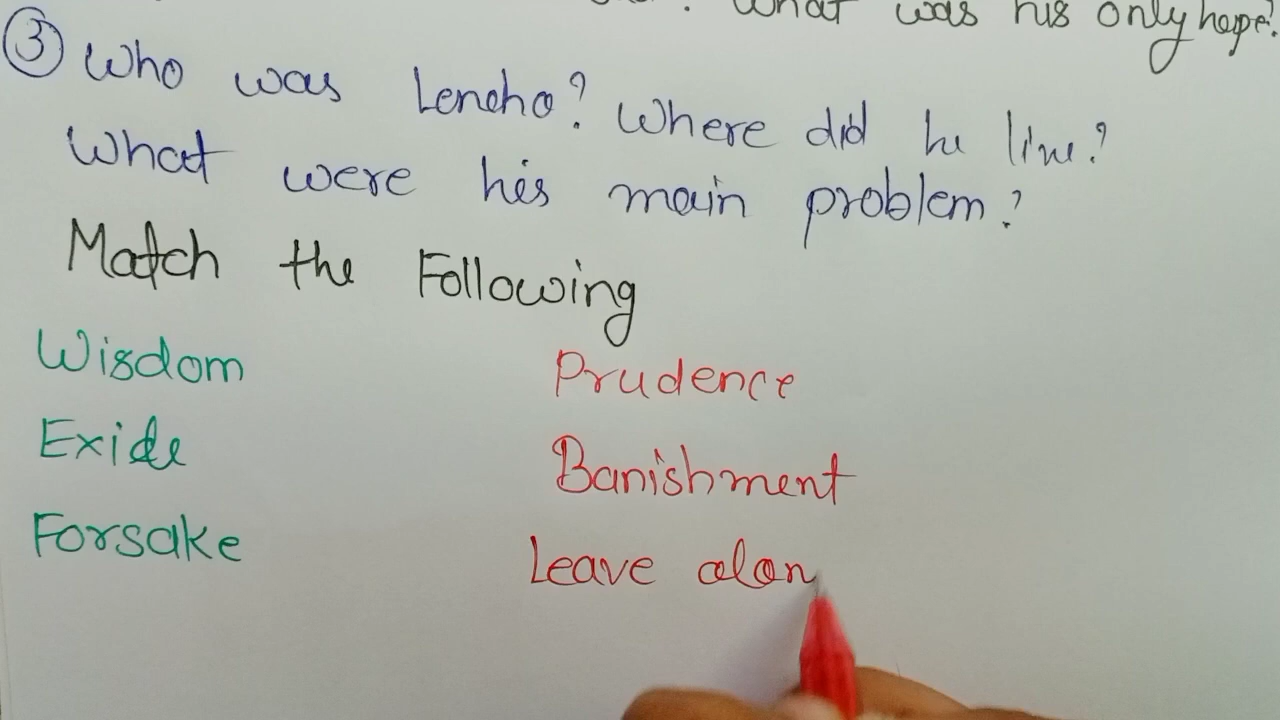 What was his only hope?
③ Who was Lencho? Where did he live?
What were his main problem?
Match the Following
Wisdom Prudence
Exide Banishment
Forsake Leave alon